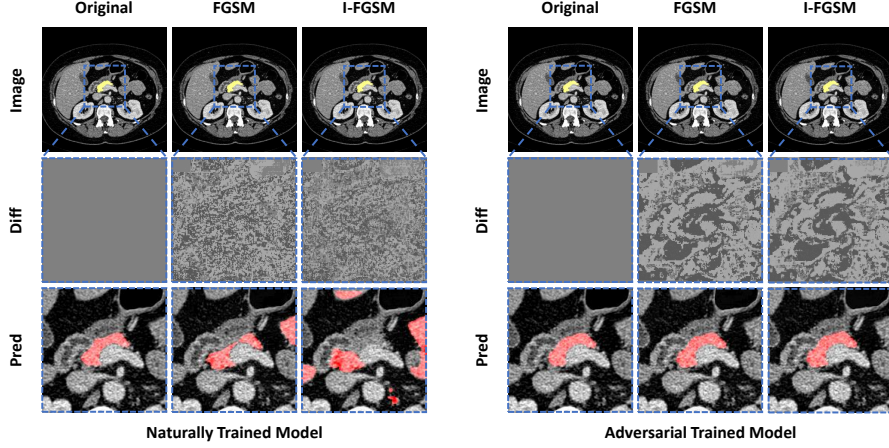 Original FGSM I-FGSM Original FGSM I-FGSM
Image Image
Diff Diff
Pred Pred
Naturally Trained Model Adversarial Trained Model